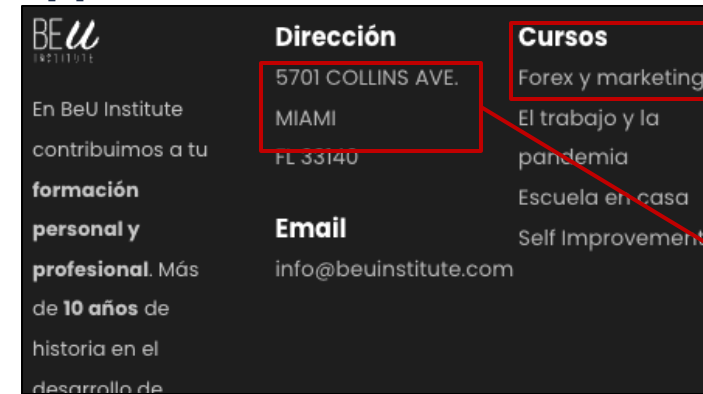 BEU
INSTITUTE
En BeU Institute
contribuimos a tu
formación
personal y
profesional. Más
de 10 años de
historia en el
desarrollo de
Dirección
5701 COLLINS AVE.
MIAMI
FL 33140
Email
info@beuinstitute.com
Cursos
Forex y marketing
El trabajo y la
pandemia
Escuela en casa
Self Improvement